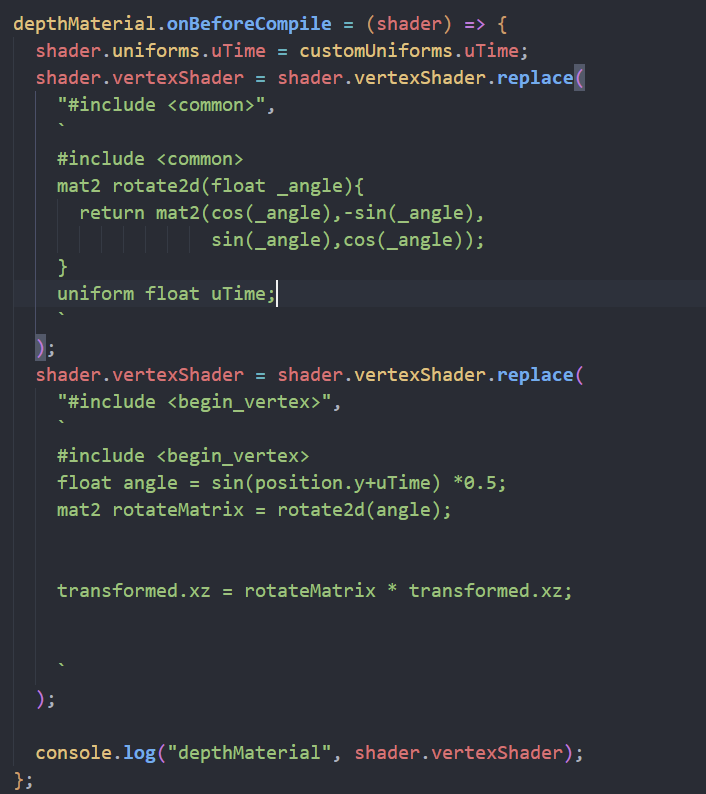 depthMaterial.onBeforeCompile = (shader) => {
  shader.uniforms.uTime = customUniforms.uTime;
  shader.vertexShader = shader.vertexShader.replace(
    "#include <common>",
    `
    #include <common>
    mat2 rotate2d(float _angle){
      return mat2(cos(_angle),-sin(_angle),
                  sin(_angle),cos(_angle));
    }
    uniform float uTime;
    `
  );
  shader.vertexShader = shader.vertexShader.replace(
    "#include <begin_vertex>",
    `
    #include <begin_vertex>
    float angle = sin(position.y+uTime) *0.5;
    mat2 rotateMatrix = rotate2d(angle);


    transformed.xz = rotateMatrix * transformed.xz;


    `
  );

  console.log("depthMaterial", shader.vertexShader);
};